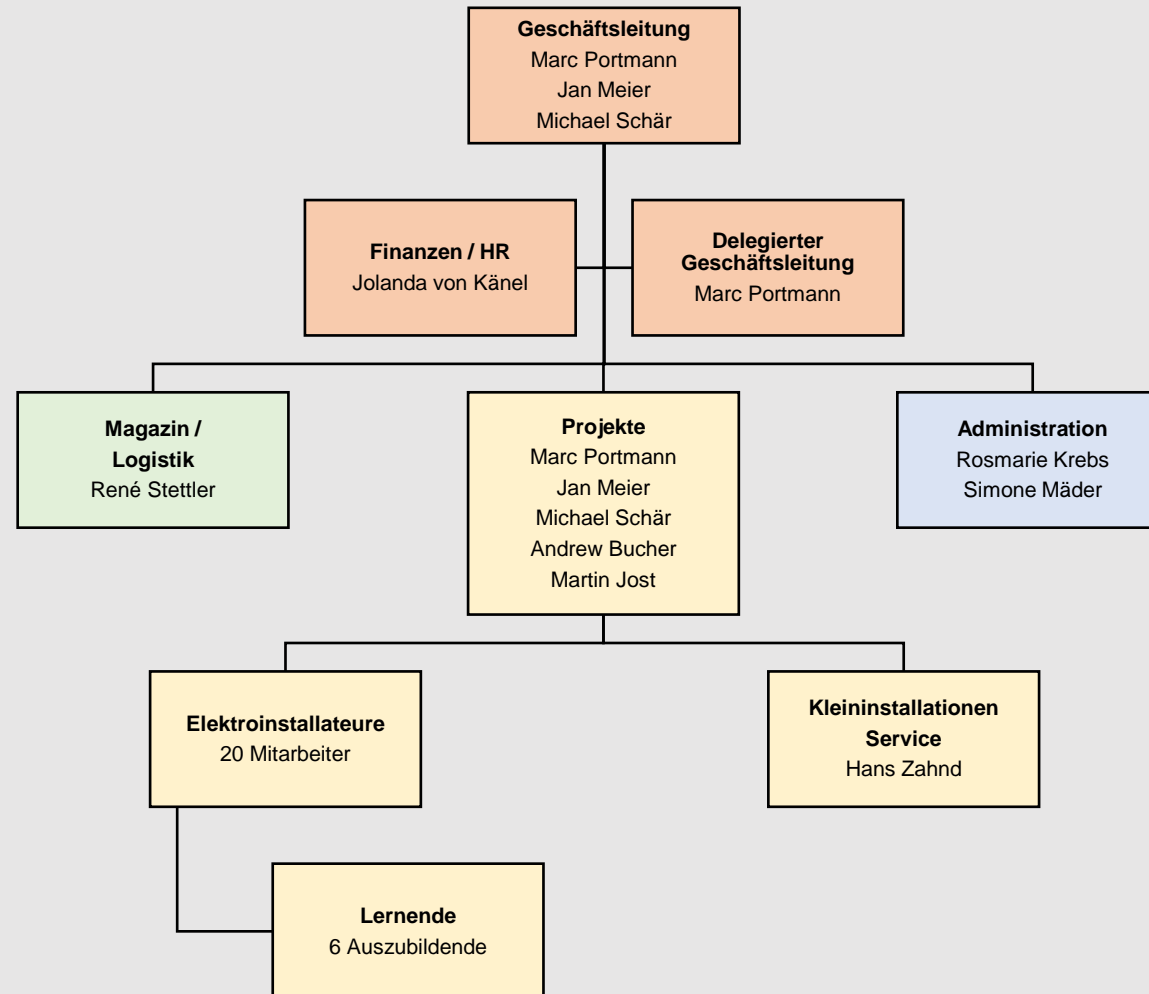 Geschäftsleitung
Marc Portmann
Jan Meier
Michael Schär
Finanzen / HR
Jolanda von Känel
Delegierter
Geschäftsleitung
Marc Portmann
Magazin /
Logistik
René Stettler
Projekte
Marc Portmann
Jan Meier
Michael Schär
Andrew Bucher
Martin Jost
Administration
Rosmarie Krebs
Simone Mäder
Elektroinstallateure
20 Mitarbeiter
Kleininstallationen
Service
Hans Zahnd
Lernende
6 Auszubildende